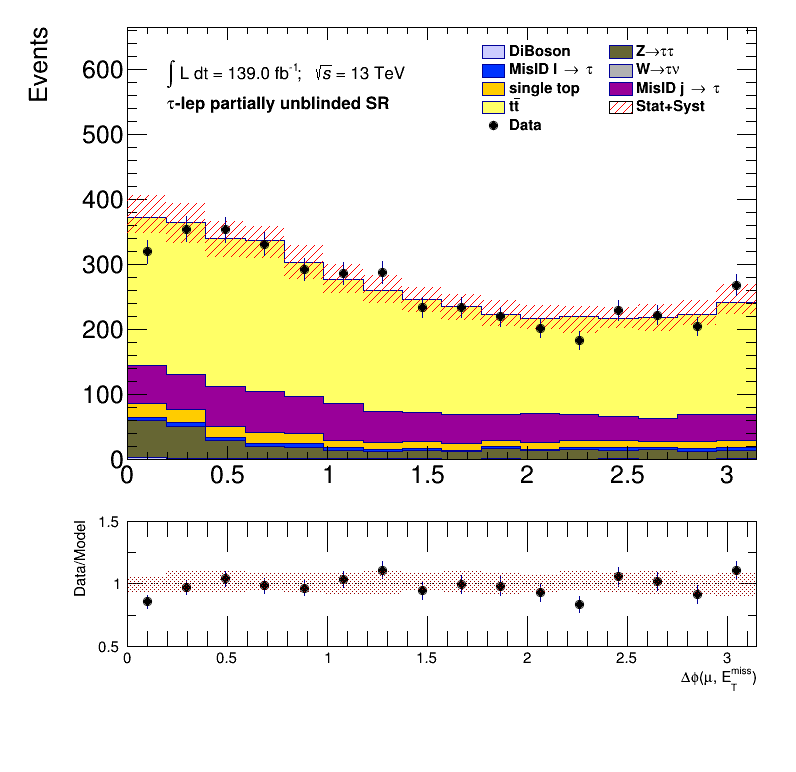 Events
600
500
400
300
200
100
0
∫ L dt = 139.0 fb⁻¹; √s = 13 TeV
τ-lep partially unblinded SR
DiBoson
Z→ττ
MisID l → τ
W→τν
single top
MisID j → τ
tt̄
Stat+Syst
Data
0 0.5 1 1.5 2 2.5 3
Data/Model
1.5
1
0.5
0 0.5 1 1.5 2 2.5 3
Δϕ(μ, E_T^miss)